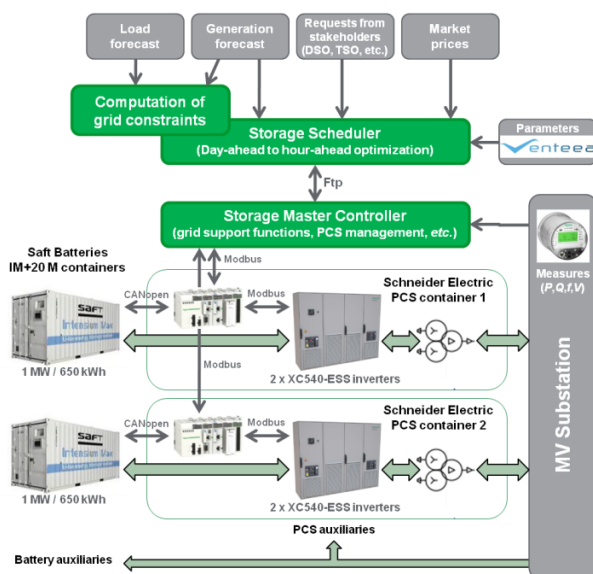 Load
forecast
Generation
forecast
Requests from
stakeholders
(DSO, TSO, etc.)
Market
prices
Computation of
grid constraints
Storage Scheduler
(Day-ahead to hour-ahead optimization)
Parameters
Venteea
Ftp
Storage Master Controller
(grid support functions, PCS management, etc.)
Measures
(P,Q,f,V)
Saft Batteries
IM+20 M containers
Modbus
Schneider Electric
PCS container 1
CANopen
Modbus
saft
Intensium Max
1 MW / 650 kWh
2 x XC540-ESS inverters
Modbus
MV Substation
Schneider Electric
PCS container 2
CANopen
Modbus
saft
Intensium Max
1 MW / 650 kWh
2 x XC540-ESS inverters
PCS auxiliaries
Battery auxiliaries